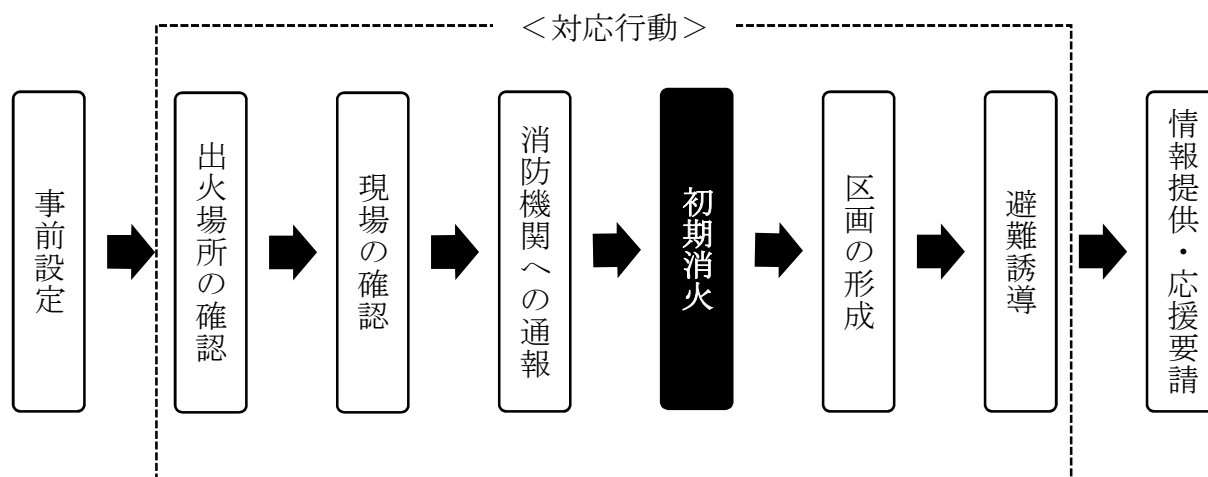 ＜対応行動＞
事前設定
出火場所の確認
現場の確認
消防機関への通報
初期消火
区画の形成
避難誘導
情報提供・応援要請